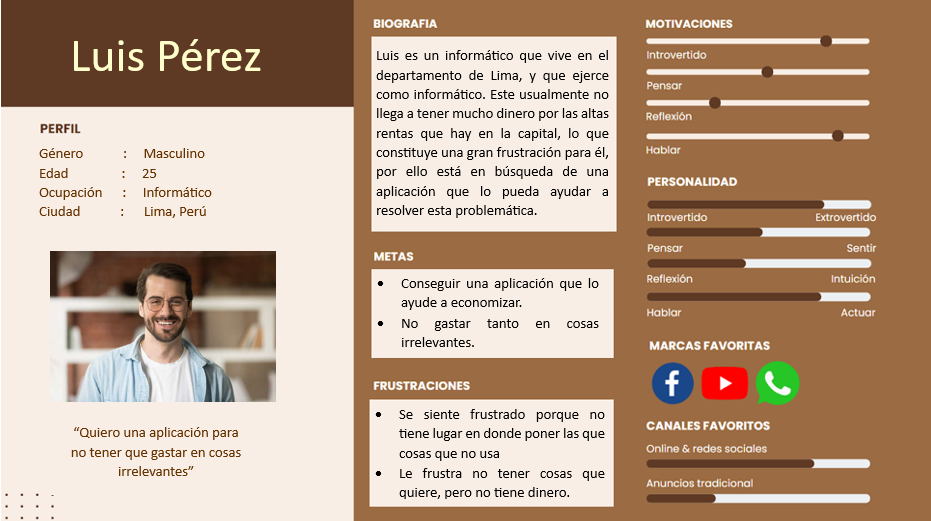 Luis Pérez
PERFIL
Género : Masculino
Edad : 25
Ocupación : Informático
Ciudad : Lima, Perú
“Quiero una aplicación para
no tener que gastar en cosas
irrelevantes”
BIOGRAFIA
Luis es un informático que vive en el
departamento de Lima, y que ejerce
como informático. Este usualmente no
llega a tener mucho dinero por las altas
rentas que hay en la capital, lo que
constituye una gran frustración para él,
por ello está en búsqueda de una
aplicación que lo pueda ayudar a
resolver esta problemática.
METAS
• Conseguir una aplicación que lo
ayude a economizar.
• No gastar tanto en cosas
irrelevantes.
FRUSTRACIONES
• Se siente frustrado porque no
tiene lugar en donde poner las que
cosas que no usa
• Le frustra no tener cosas que
quiere, pero no tiene dinero.
MOTIVACIONES
Introvertido
Pensar
Reflexión
Hablar
PERSONALIDAD
Introvertido Extrovertido
Pensar Sentir
Reflexión Intuición
Hablar Actuar
MARCAS FAVORITAS
CANALES FAVORITOS
Online & redes sociales
Anuncios tradicional